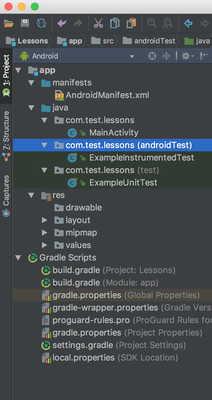 Lessons app src androidTest java
Android
1: Project
app
manifests
AndroidManifest.xml
java
com.test.lessons
MainActivity
com.test.lessons (androidTest)
ExampleInstrumentedTest
com.test.lessons (test)
ExampleUnitTest
res
drawable
layout
mipmap
values
Z: Structure
Captures
Gradle Scripts
build.gradle (Project: Lessons)
build.gradle (Module: app)
gradle.properties (Global Properties)
gradle-wrapper.properties (Gradle Vers
proguard-rules.pro (ProGuard Rules for
gradle.properties (Project Properties)
settings.gradle (Project Settings)
local.properties (SDK Location)